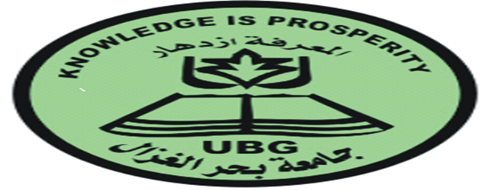 KNOWLEDGE IS PROSPERITY
المعرفة ازدهار
UBG
جامعة بحر الغزال